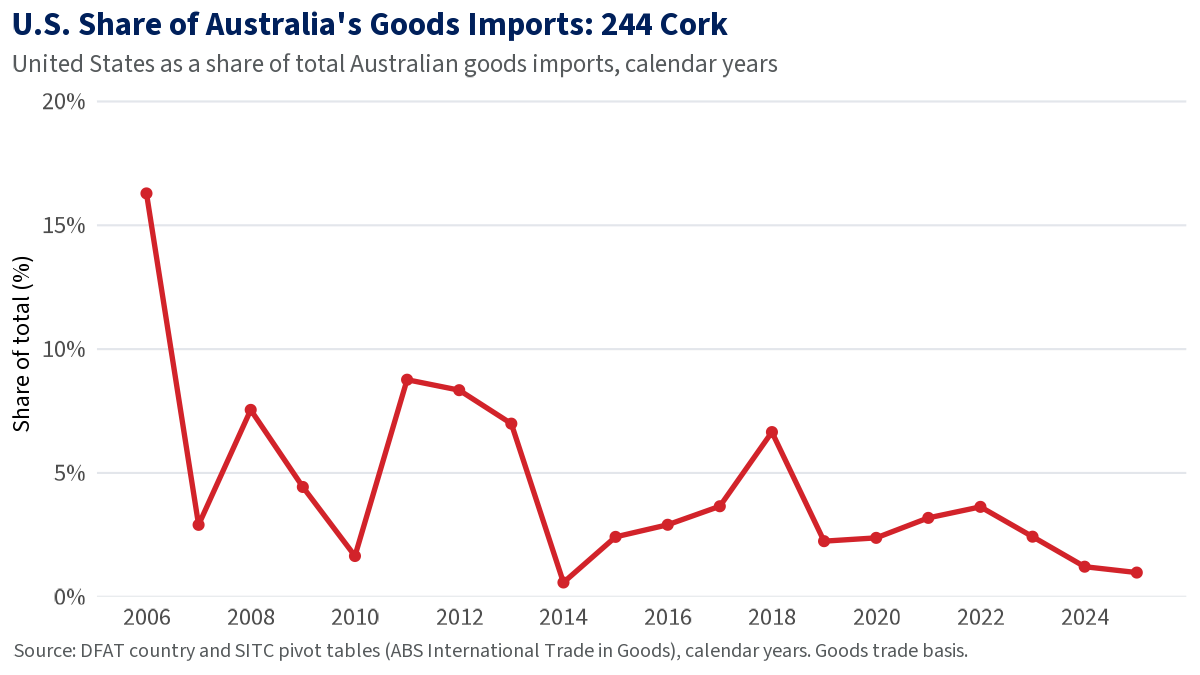 U.S. Share of Australia's Goods Imports: 244 Cork
United States as a share of total Australian goods imports, calendar years
20%
15%
10%
5%
0%
Share of total (%)
2006 2008 2010 2012 2014 2016 2018 2020 2022 2024
Source: DFAT country and SITC pivot tables (ABS International Trade in Goods), calendar years. Goods trade basis.